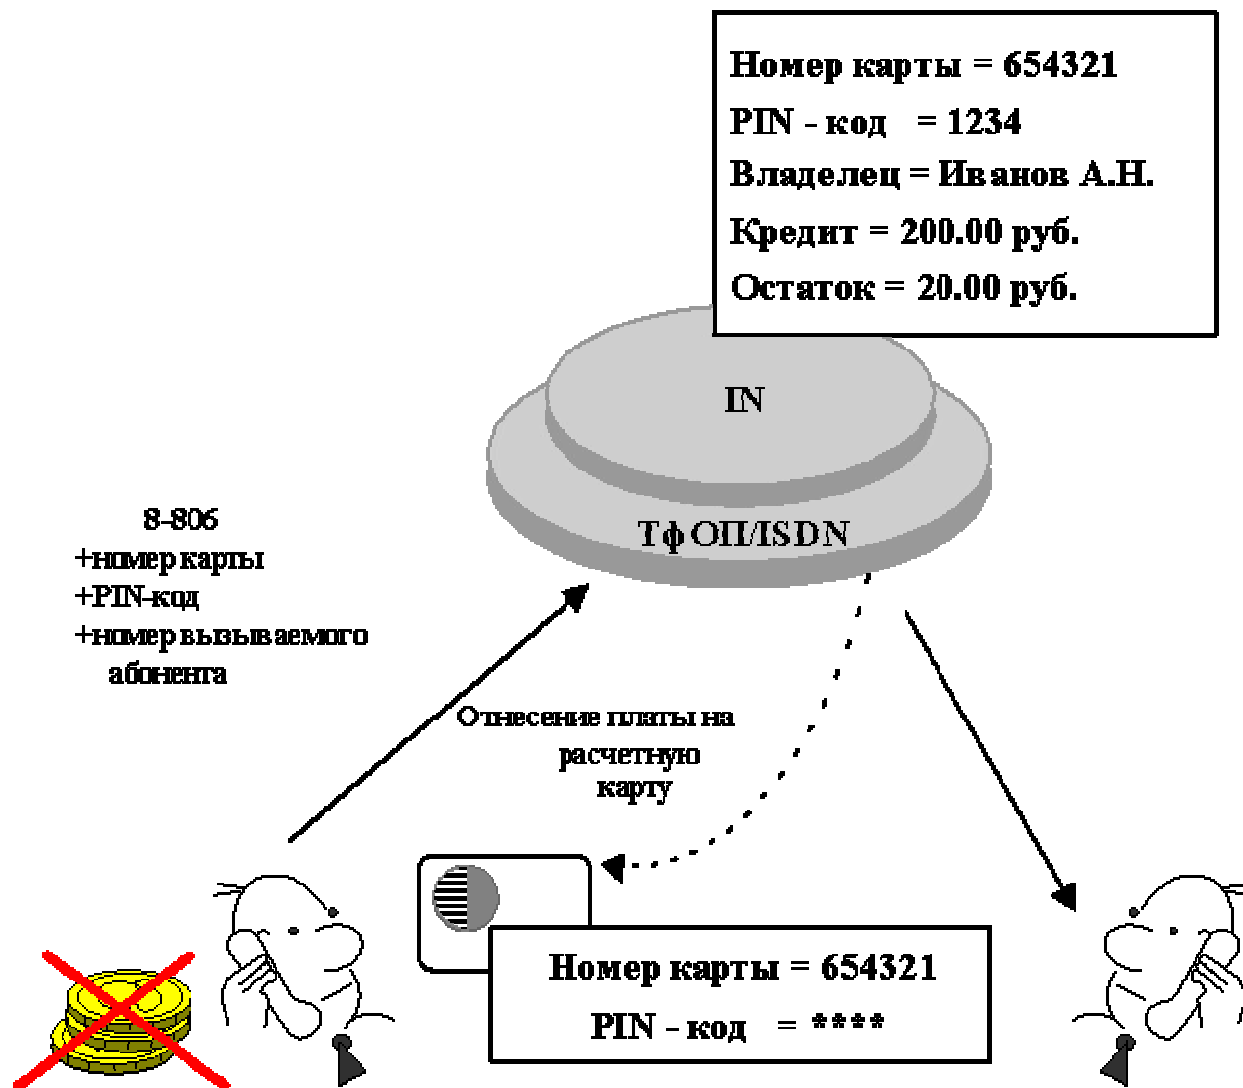 Номер карты = 654321
PIN - код = 1234
Владелец = Иванов А.Н.
Кредит = 200.00 руб.
Остаток = 20.00 руб.
IN
ТфОП/ISDN
8-806
+номер карты
+PIN-код
+номер вызываемого
абонента
Отнесение платы на
расчетную
карту
Номер карты = 654321
PIN - код = ****